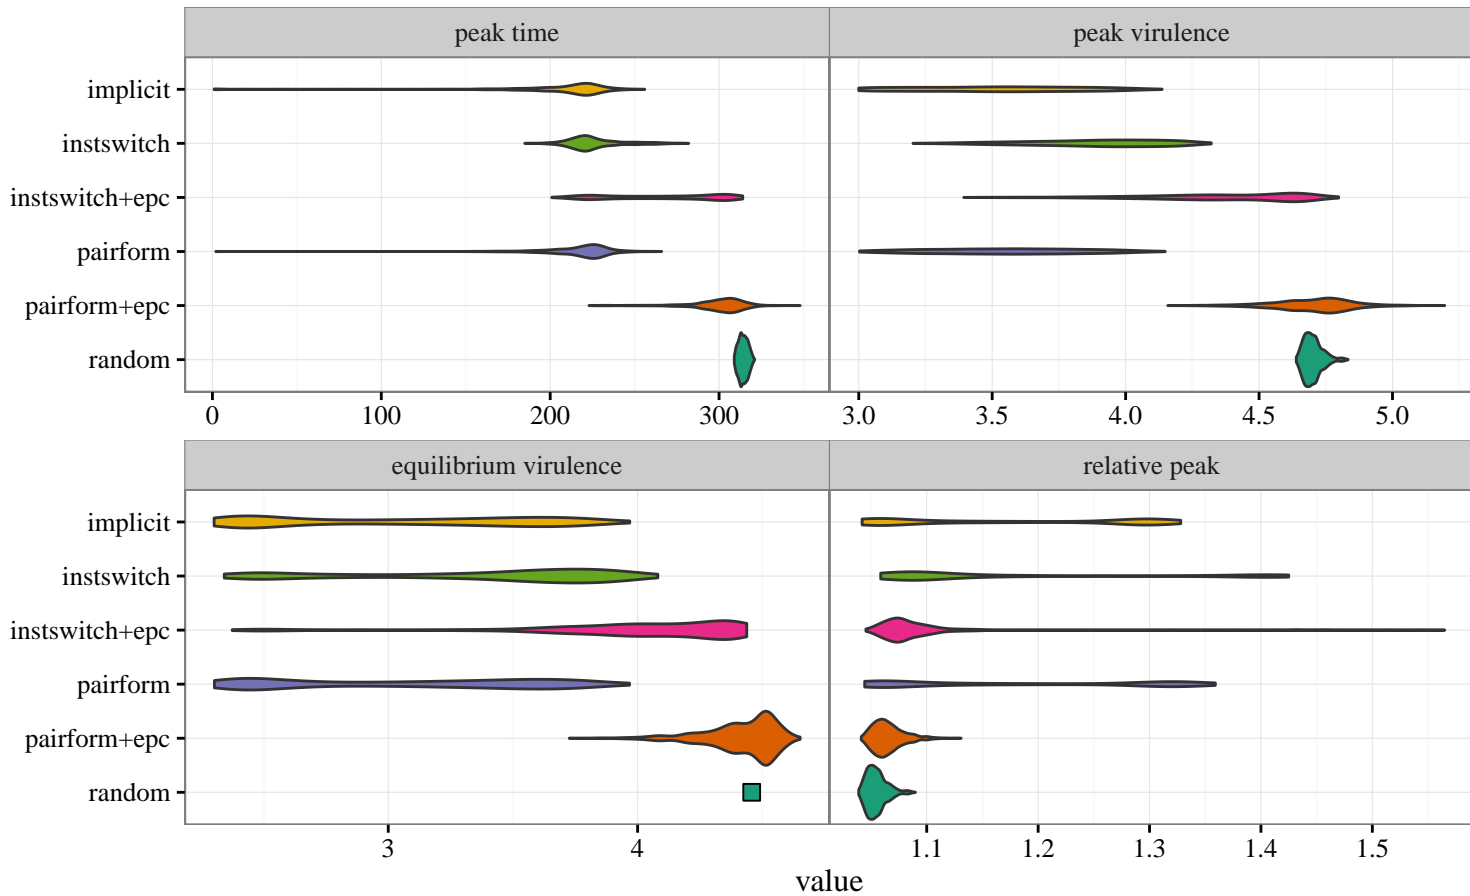 peak time peak virulence
implicit
instswitch
instswitch+epc
pairform
pairform+epc
random
0 100 200 300 3.0 3.5 4.0 4.5 5.0
equilibrium virulence relative peak
implicit
instswitch
instswitch+epc
pairform
pairform+epc
random
3 4 1.1 1.2 1.3 1.4 1.5
value